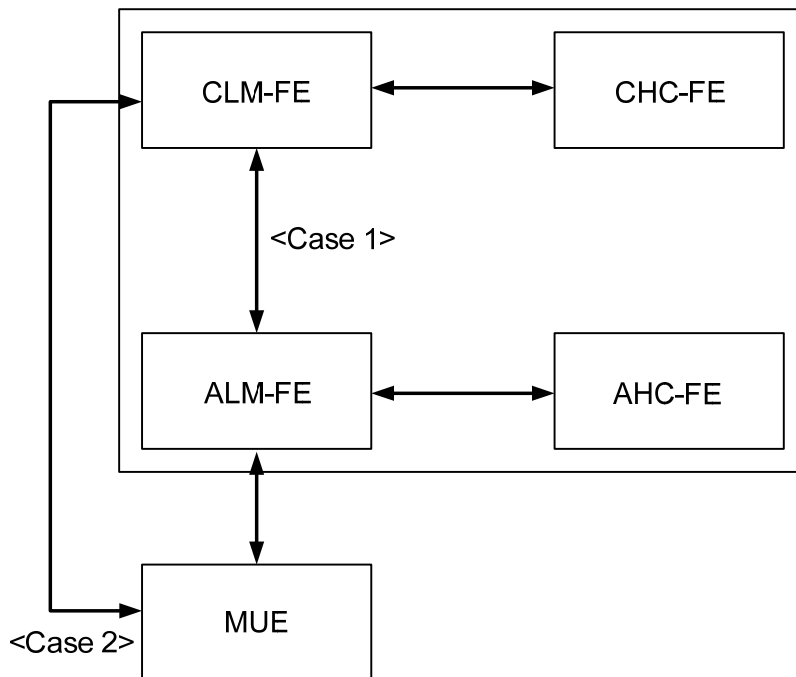 CLM-FE
CHC-FE
<Case 1>
ALM-FE
AHC-FE
MUE
<Case 2>